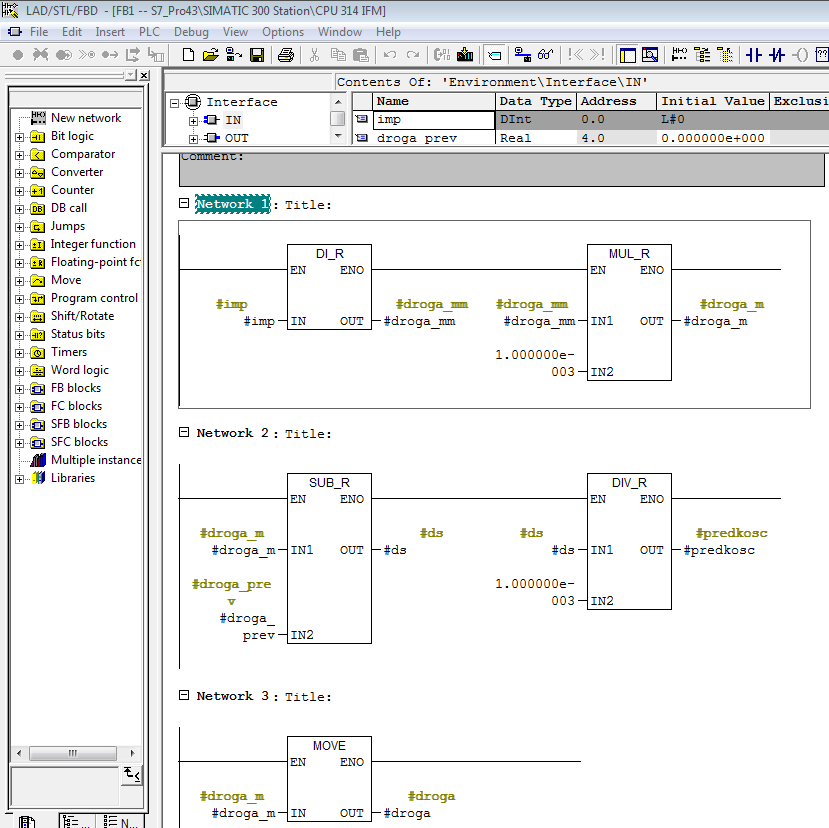 LAD/STL/FBD - [FB1 -- S7_Pro43\SIMATIC 300 Station\CPU 314 IFM]
File Edit Insert PLC Debug View Options Window Help
New network
Bit logic
Comparator
Converter
Counter
DB call
Jumps
Integer function
Floating-point fct
Move
Program control
Shift/Rotate
Status bits
Timers
Word logic
FB blocks
FC blocks
SFB blocks
SFC blocks
Multiple instance
Libraries
N...
Contents Of: 'Environment\Interface\IN'
Interface
IN
OUT
Name Data Type Address Initial Value Exclusi
imp DInt 0.0 L#0
droga_prev Real 4.0 0.000000e+000
Comment:
Network 1 : Title:
DI_R MUL_R
EN ENO EN ENO
#imp #droga_mm #droga_mm #droga_m
#imp IN OUT #droga_mm #droga_mm IN1 OUT #droga_m
1.000000e-
003 IN2
Network 2 : Title:
SUB_R DIV_R
EN ENO EN ENO
#droga_m #ds #ds #predkosc
#droga_m IN1 OUT #ds #ds IN1 OUT #predkosc
#droga_pre 1.000000e-
v 003 IN2
#droga_
prev IN2
Network 3 : Title:
MOVE
EN ENO
#droga_m #droga
#droga_m IN OUT #droga